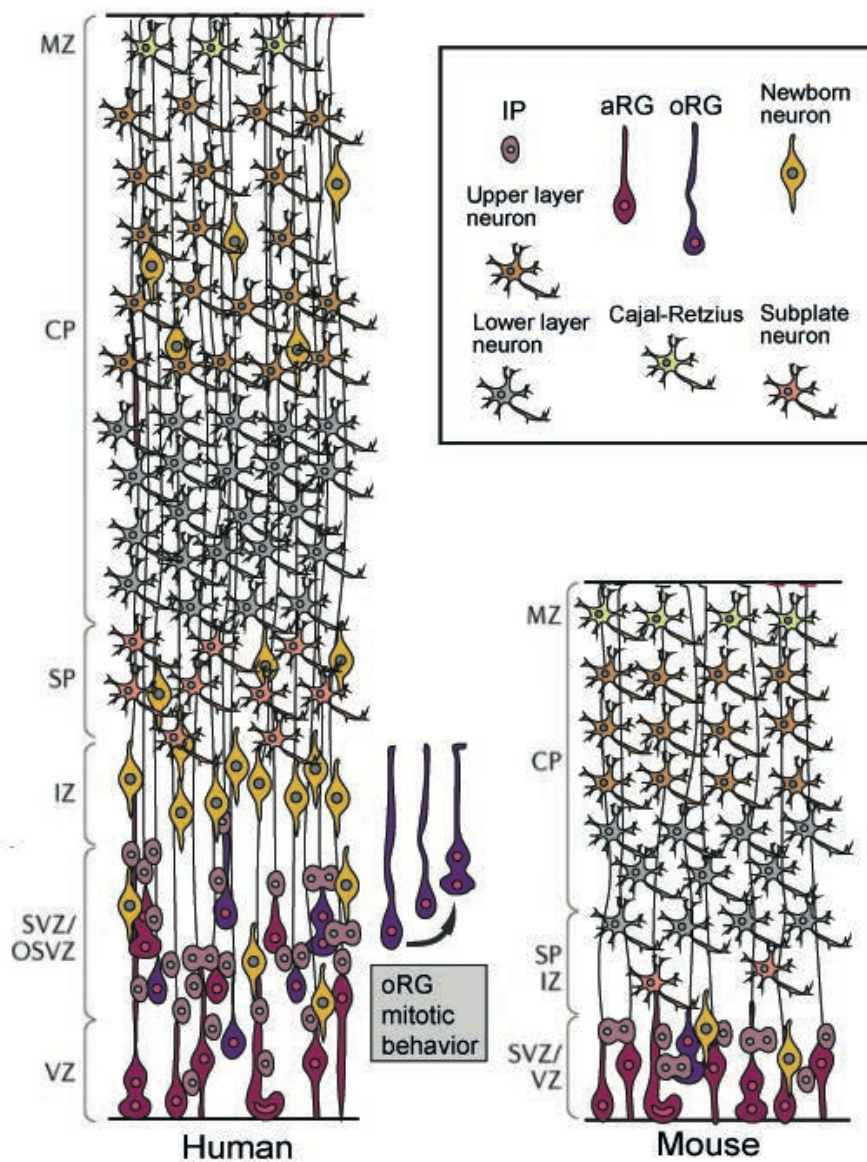 MZ
CP
SP
IZ
SVZ/
OSVZ
VZ
Human
IP
aRG
oRG
Newborn
neuron
Upper layer
neuron
Lower layer
neuron
Cajal-Retzius
Subplate
neuron
oRG
mitotic
behavior
MZ
CP
SP
IZ
SVZ/
VZ
Mouse